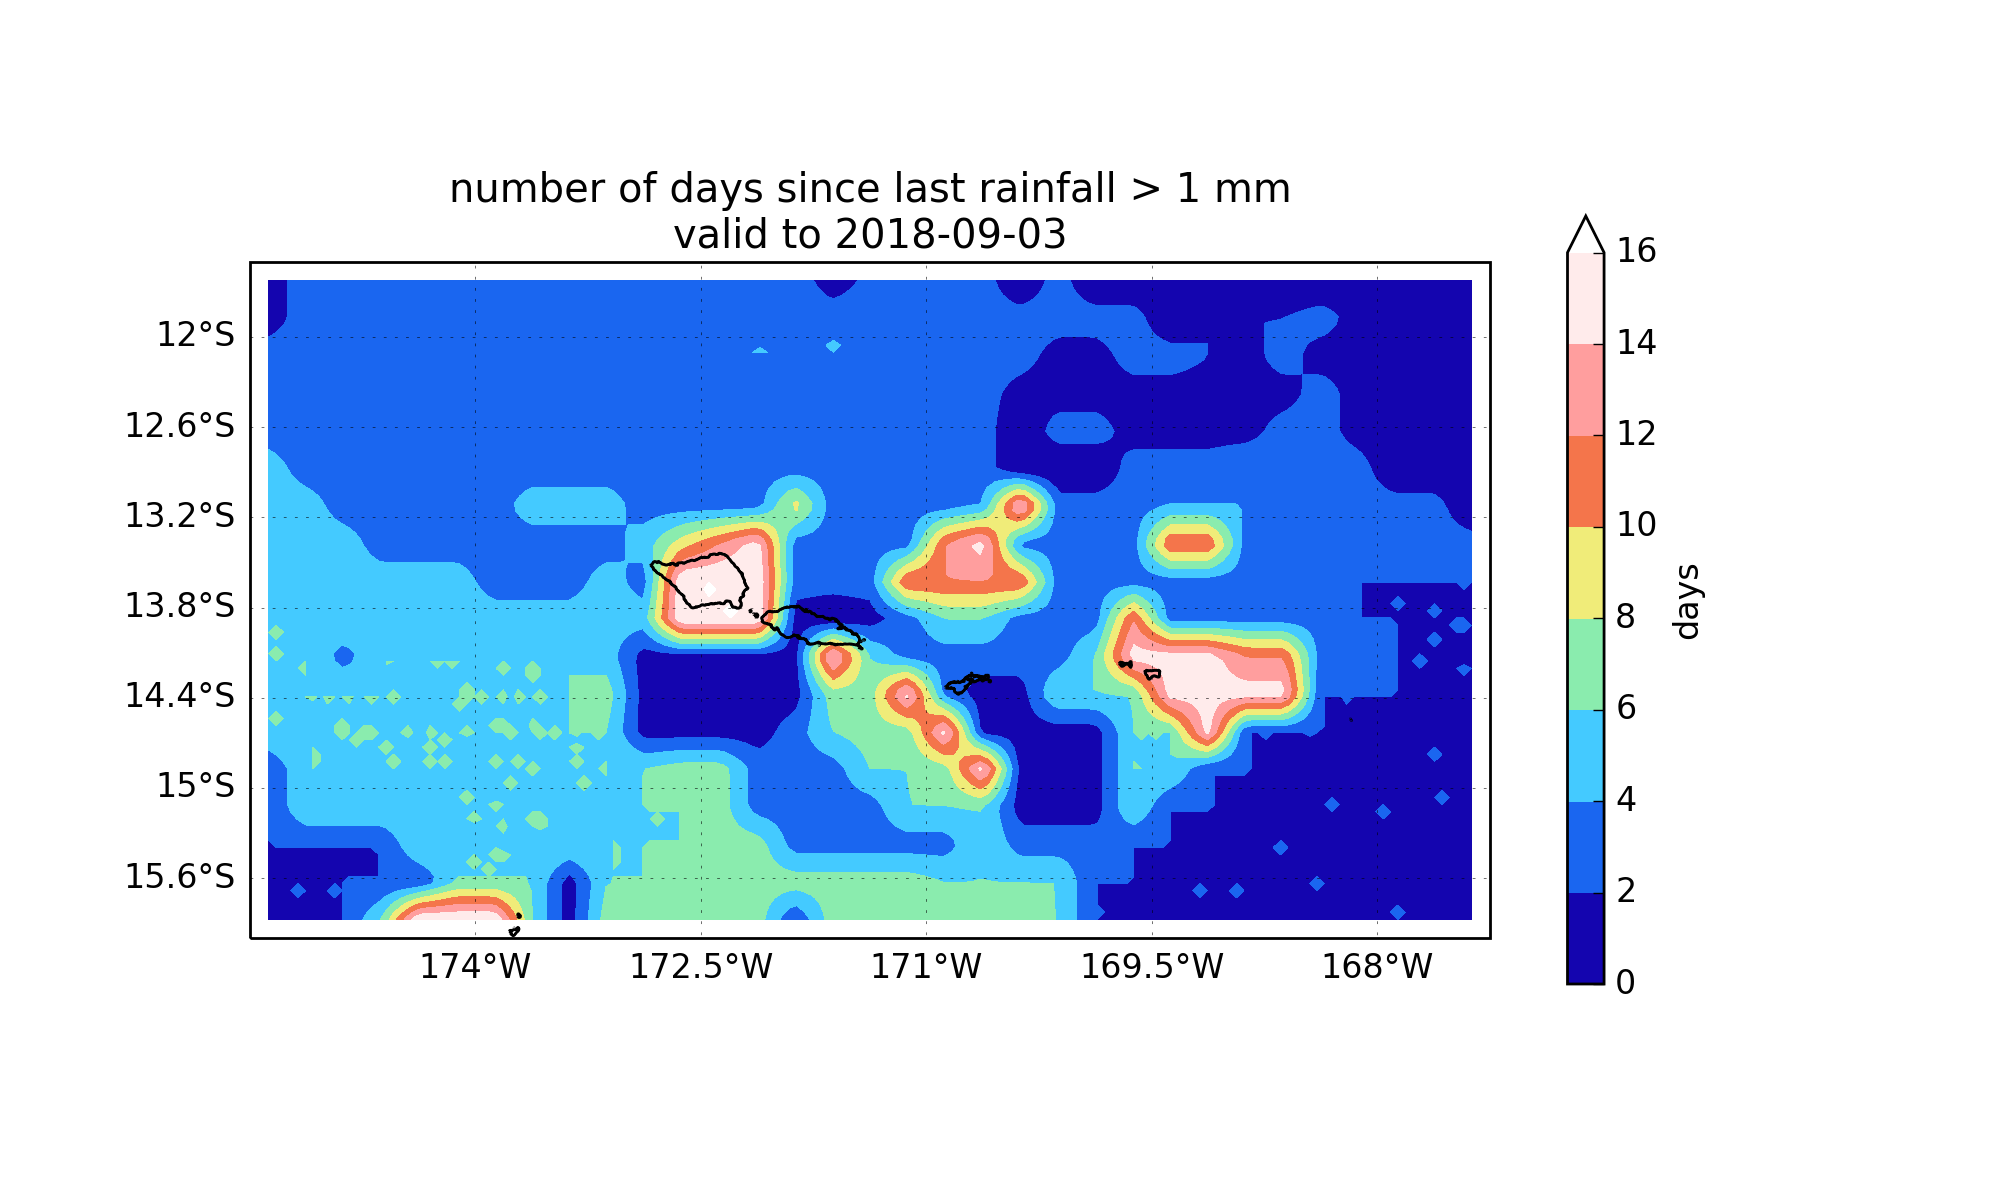 number of days since last rainfall > 1 mm
valid to 2018-09-03
12°S
12.6°S
13.2°S
13.8°S
14.4°S
15°S
15.6°S
174°W
172.5°W
171°W
169.5°W
168°W
16
14
12
10
8
6
4
2
0
days